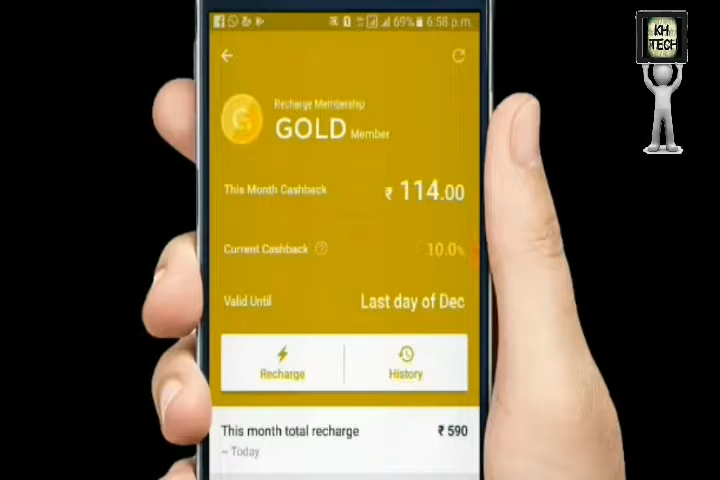 69% 6:58 p.m.
KH
TECH
Recharge Membership
G
GOLD Member
This Month Cashback ₹ 114.00
Current Cashback ? 10.0%
Valid Until Last day of Dec
Recharge History
This month total recharge ₹ 590
~ Today